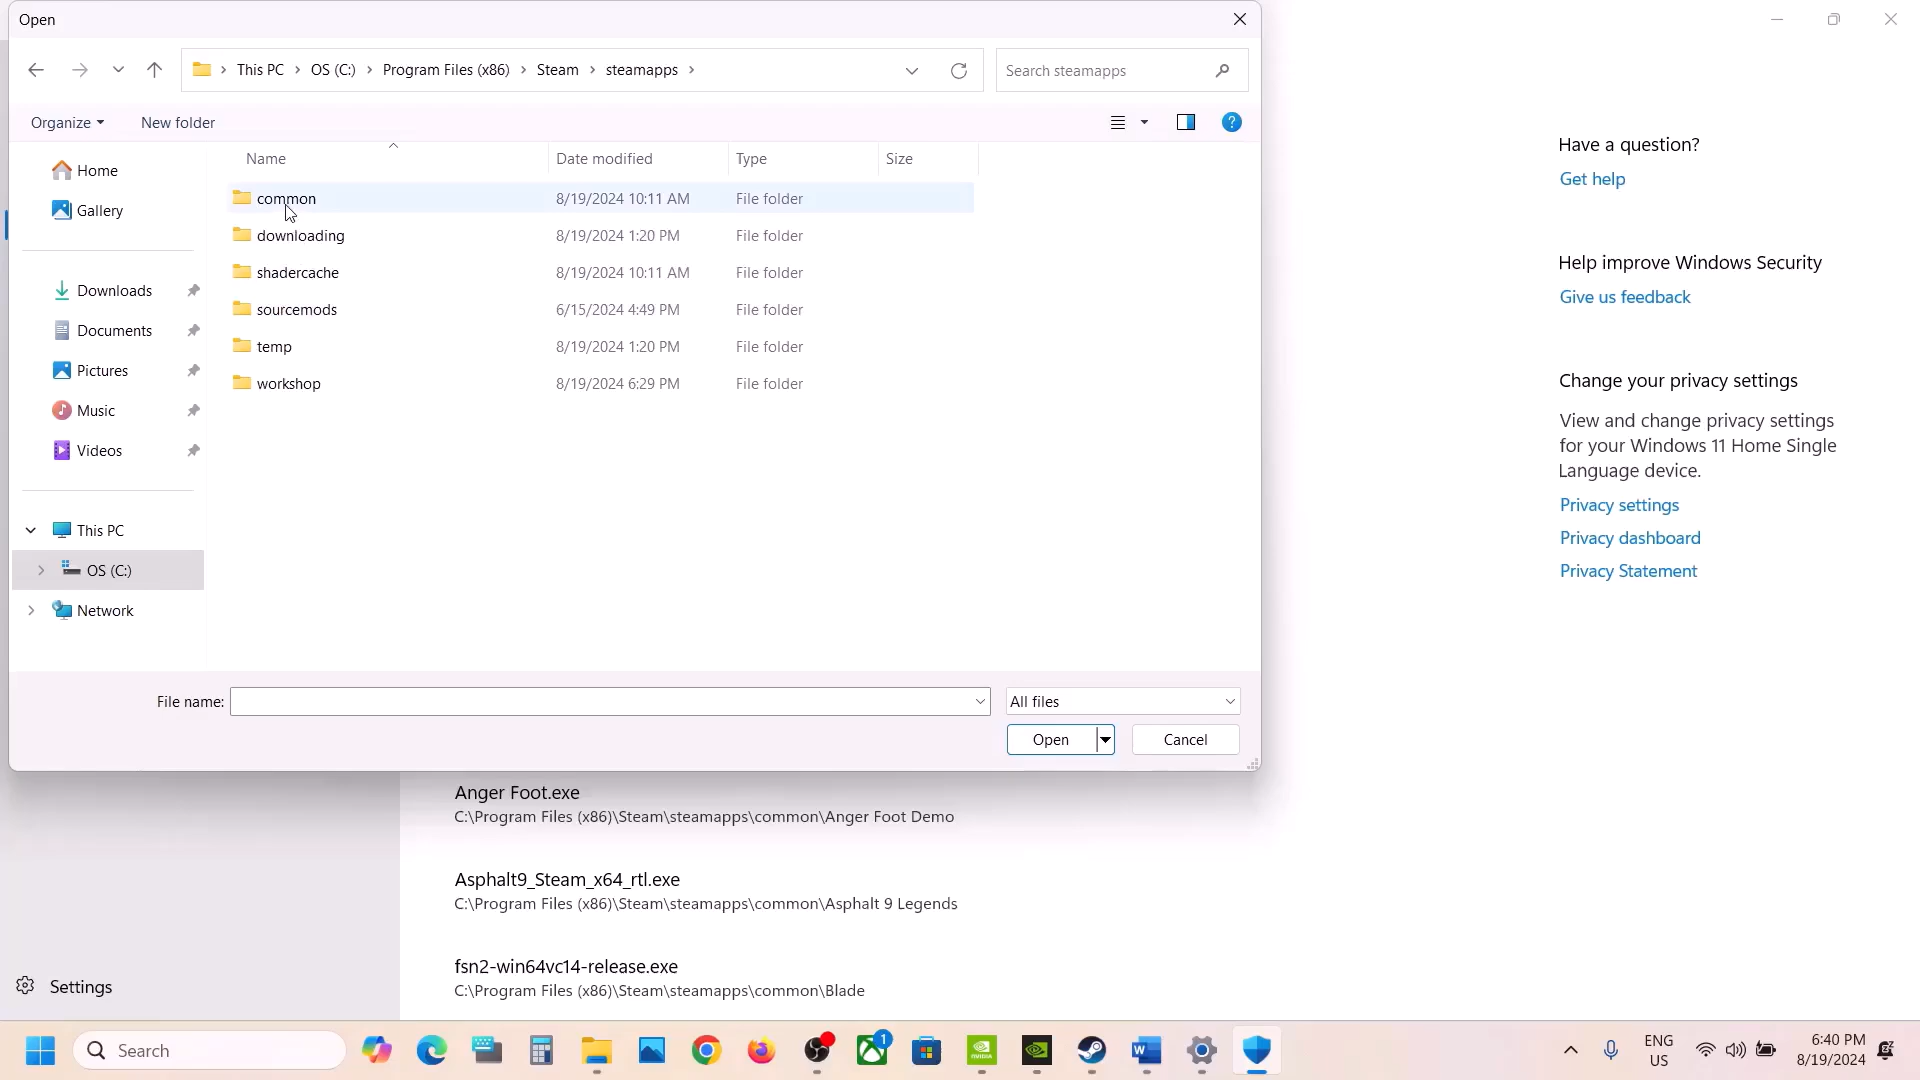 Open
This PC > OS (C:) > Program Files (x86) > Steam > steamapps >
Search steamapps
Organize
New folder
Name
Date modified
Type
Size
Home
Gallery
Downloads
Documents
Pictures
Music
Videos
This PC
OS (C:)
Network
common 8/19/2024 10:11 AM File folder
downloading 8/19/2024 1:20 PM File folder
shadercache 8/19/2024 10:11 AM File folder
sourcemods 6/15/2024 4:49 PM File folder
temp 8/19/2024 1:20 PM File folder
workshop 8/19/2024 6:29 PM File folder
File name:
All files
Open
Cancel
Have a question?
Get help
Help improve Windows Security
Give us feedback
Change your privacy settings
View and change privacy settings
for your Windows 11 Home Single
Language device.
Privacy settings
Privacy dashboard
Privacy Statement
Anger Foot.exe
C:\Program Files (x86)\Steam\steamapps\common\Anger Foot Demo
Asphalt9_Steam_x64_rtl.exe
C:\Program Files (x86)\Steam\steamapps\common\Asphalt 9 Legends
fsn2-win64vc14-release.exe
C:\Program Files (x86)\Steam\steamapps\common\Blade
Settings
Search
1
ENG
US
6:40 PM
8/19/2024